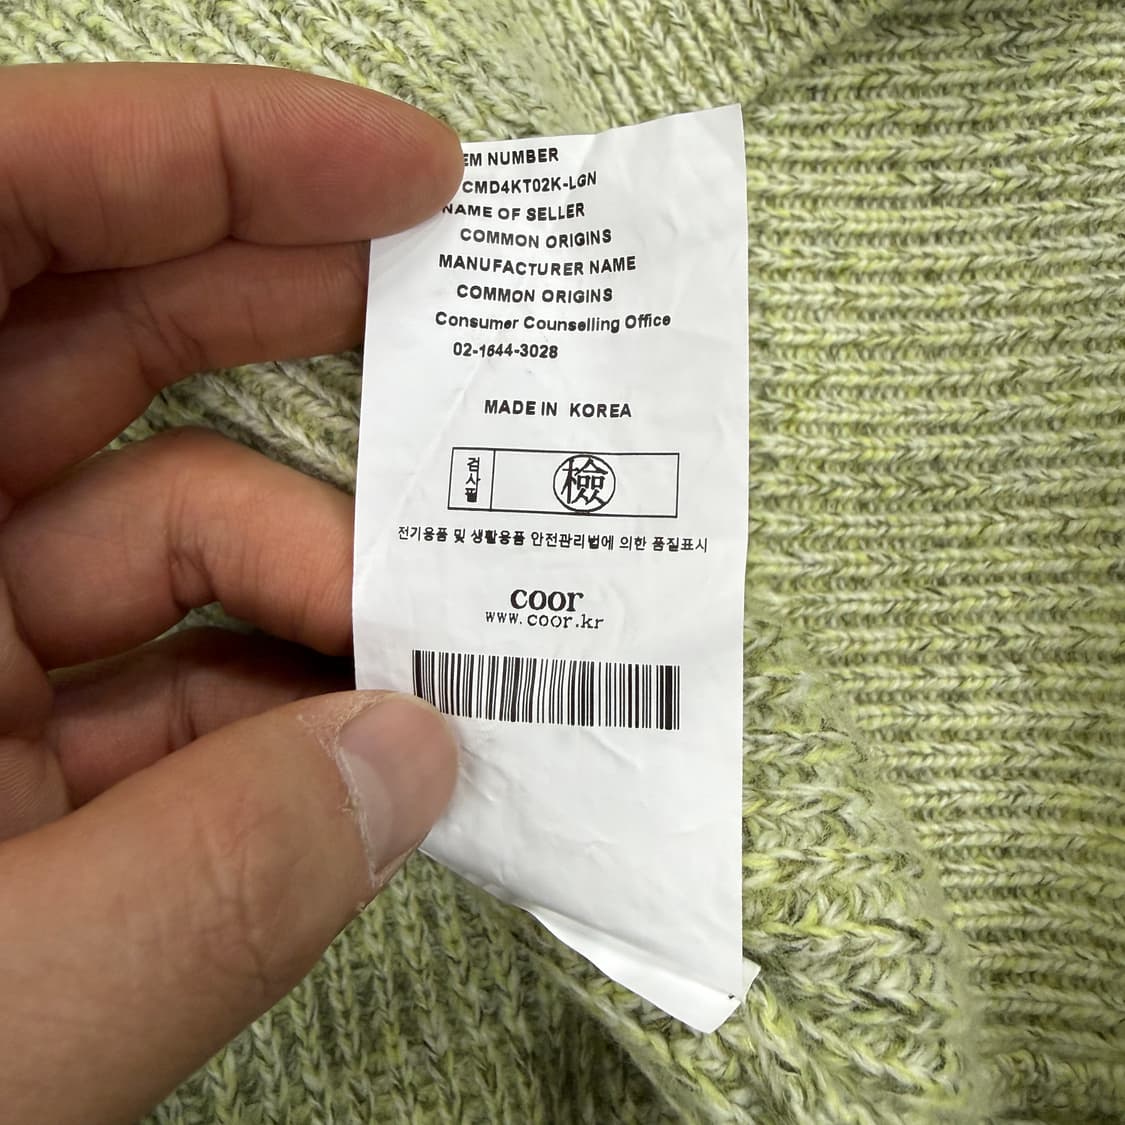 EM NUMBER
CMD4KT02K-LGN
NAME OF SELLER
COMMON ORIGINS
MANUFACTURER NAME
COMMON ORIGINS
Consumer Counselling Office
02-1644-3028
MADE IN KOREA
검사필
檢
전기용품 및 생활용품 안전관리법에 의한 품질표시
coor
www.coor.kr